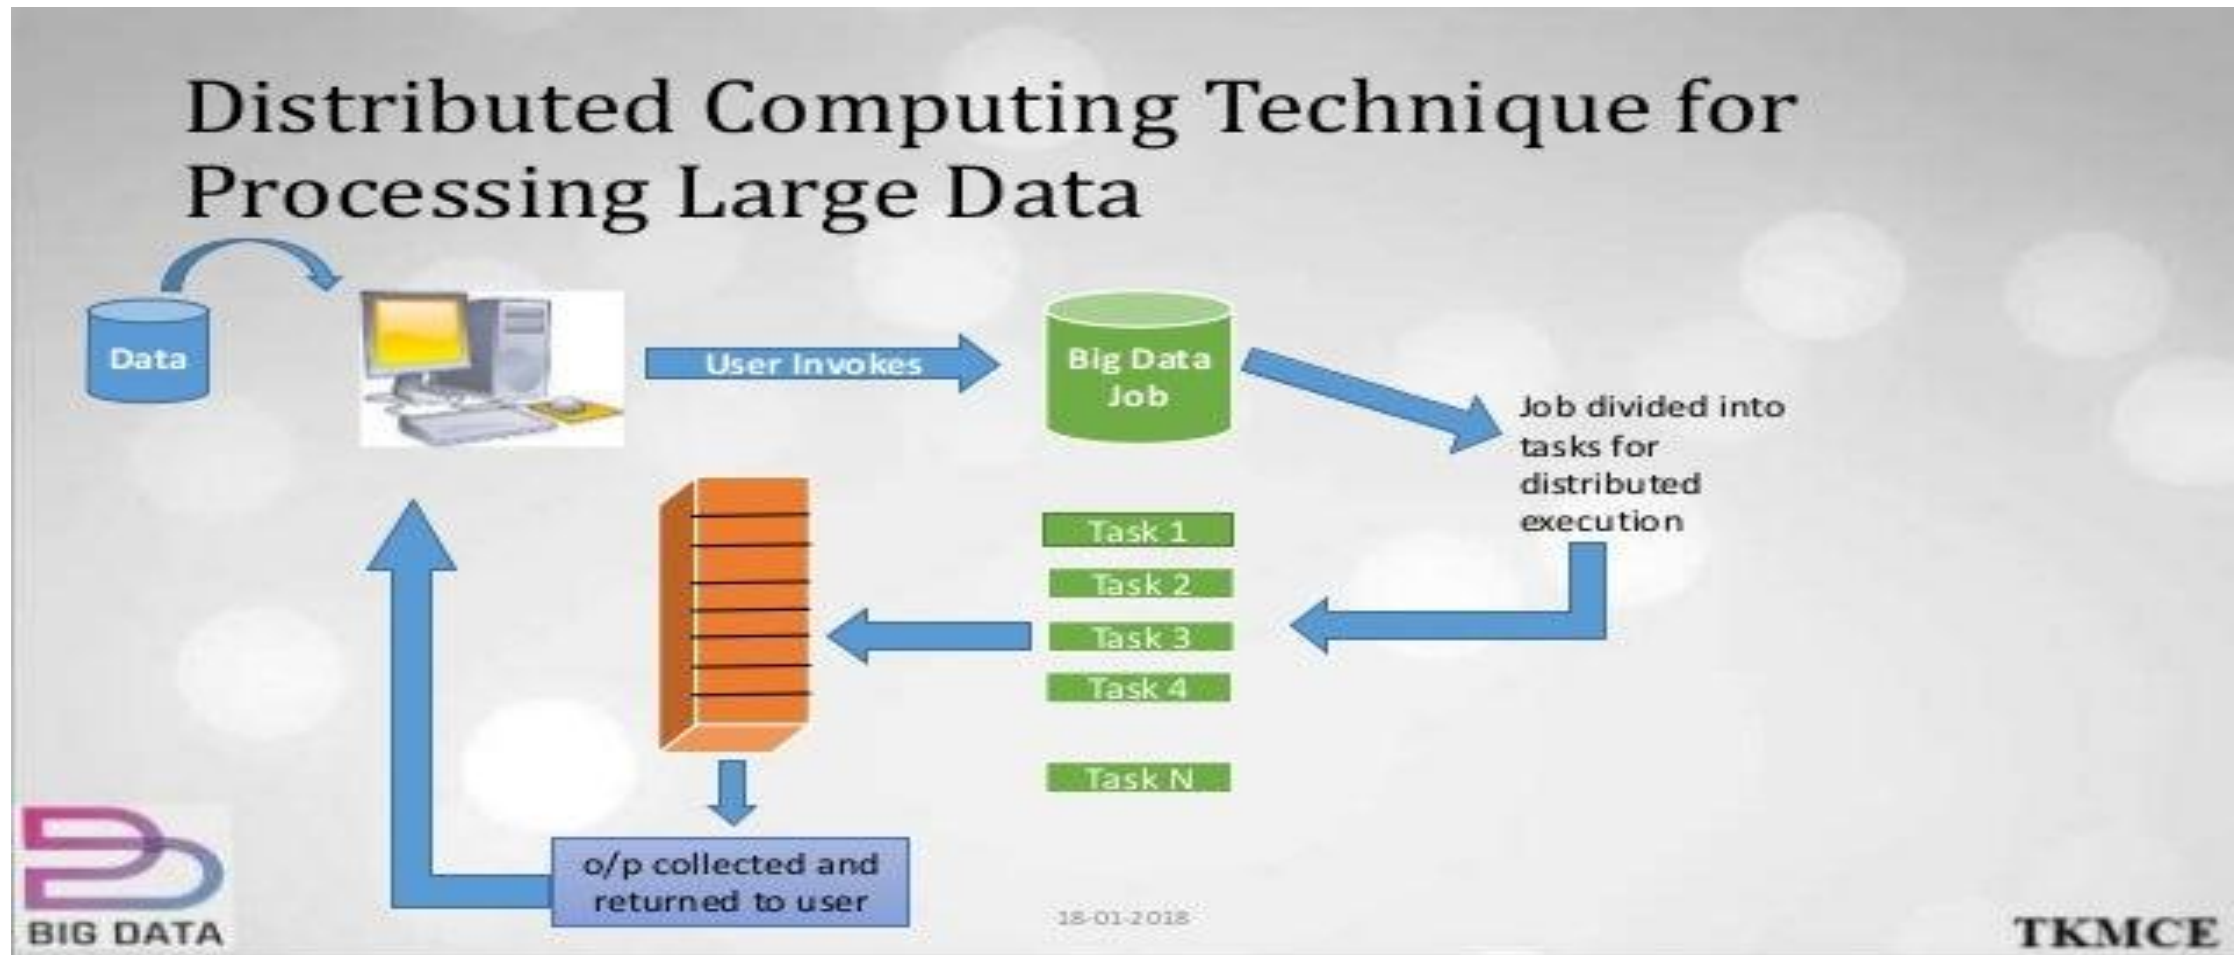 Distributed Computing Technique for
Processing Large Data
Data
User Invokes
Big Data
Job
Job divided into
tasks for
distributed
execution
Task 1
Task 2
Task 3
Task 4
Task N
o/p collected and
returned to user
BIG DATA
18-01-2018
TKMCE